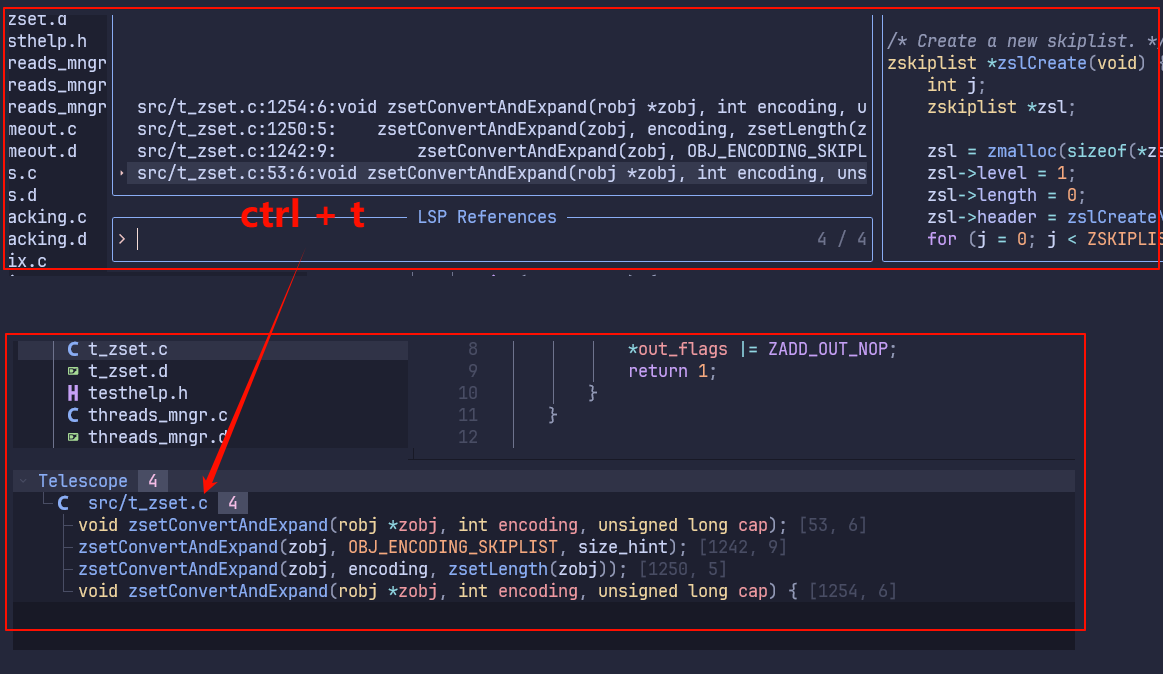 zset.d
sthelp.h
reads_mngr
reads_mngr
reads_mngr
meout.c
meout.d
s.c
s.d
acking.c
acking.d
ix.c
src/t_zset.c:1254:6:void zsetConvertAndExpand(robj *zobj, int encoding, u
src/t_zset.c:1250:5:    zsetConvertAndExpand(zobj, encoding, zsetLength(z
src/t_zset.c:1242:9:        zsetConvertAndExpand(zobj, OBJ_ENCODING_SKIPL
src/t_zset.c:53:6:void zsetConvertAndExpand(robj *zobj, int encoding, uns
ctrl + t
LSP References
> 4 / 4
/* Create a new skiplist. */
zskiplist *zslCreate(void) {
    int j;
    zskiplist *zsl;
    zsl = zmalloc(sizeof(*zs
    zsl->level = 1;
    zsl->length = 0;
    zsl->header = zslCreate
    for (j = 0; j < ZSKIPLIS
t_zset.c
t_zset.d
testhelp.h
threads_mngr.c
threads_mngr.d
8 *out_flags |= ZADD_OUT_NOP;
9 return 1;
10 }
11 }
12
Telescope 4
src/t_zset.c 4
void zsetConvertAndExpand(robj *zobj, int encoding, unsigned long cap); [53, 6]
zsetConvertAndExpand(zobj, OBJ_ENCODING_SKIPLIST, size_hint); [1242, 9]
zsetConvertAndExpand(zobj, encoding, zsetLength(zobj)); [1250, 5]
void zsetConvertAndExpand(robj *zobj, int encoding, unsigned long cap) { [1254, 6]